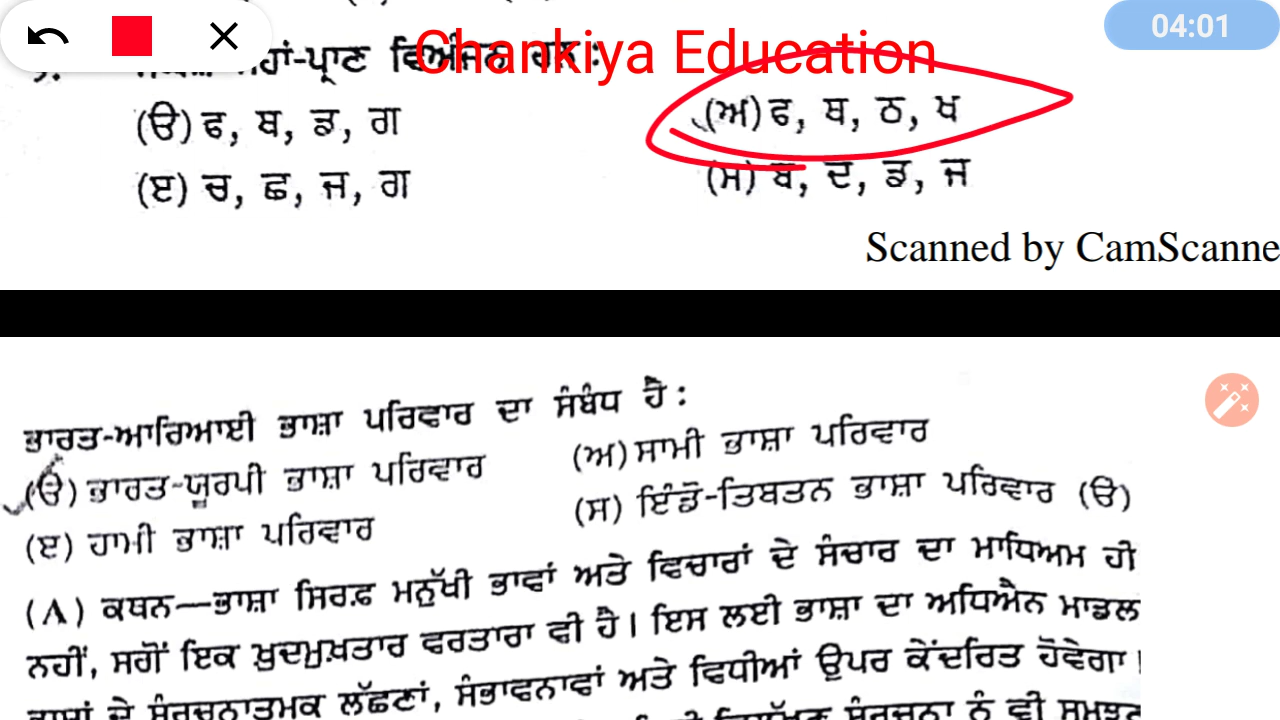 04:01
Chankiya Education
ਮਹਾਂ-ਪ੍ਰਾਣ ਵਿਅੰਜਨ ਹਨ :
(ੳ) ਫ, ਬ, ਡ, ਗ
(ਅ) ਫ, ਥ, ਠ, ਖ
(ੲ) ਚ, ਛ, ਜ, ਗ
(ਸ) ਬ, ਦ, ਡ, ਜ
Scanned by CamScanne
ਭਾਰਤ-ਆਰਿਆਈ ਭਾਸ਼ਾ ਪਰਿਵਾਰ ਦਾ ਸੰਬੰਧ ਹੈ :
(ੳ) ਭਾਰਤ-ਯੂਰਪੀ ਭਾਸ਼ਾ ਪਰਿਵਾਰ
(ਅ) ਸਾਮੀ ਭਾਸ਼ਾ ਪਰਿਵਾਰ
(ੲ) ਹਾਮੀ ਭਾਸ਼ਾ ਪਰਿਵਾਰ
(ਸ) ਇੰਡੋ-ਤਿਬਤਨ ਭਾਸ਼ਾ ਪਰਿਵਾਰ (ੳ)
(A) ਕਥਨ—ਭਾਸ਼ਾ ਸਿਰਫ਼ ਮਨੁੱਖੀ ਭਾਵਾਂ ਅਤੇ ਵਿਚਾਰਾਂ ਦੇ ਸੰਚਾਰ ਦਾ ਮਾਧਿਅਮ ਹੀ
ਨਹੀਂ, ਸਗੋਂ ਇਕ ਖ਼ੁਦਮੁਖ਼ਤਾਰ ਵਰਤਾਰਾ ਵੀ ਹੈ। ਇਸ ਲਈ ਭਾਸ਼ਾ ਦਾ ਅਧਿਐਨ ਮਾਡਲ
ਸੰਰਚਨਾਤਮਕ ਲੱਛਣਾਂ, ਸੰਭਾਵਨਾਵਾਂ ਅਤੇ ਵਿਧੀਆਂ ਉਪਰ ਕੇਂਦਰਿਤ ਹੋਵੇਗਾ।
ਸੰਰਚਨਾ ਨੂੰ ਵੀ